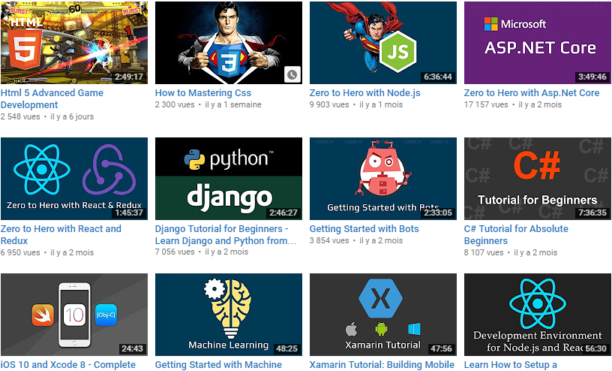 HTML
5
2:49:17
3
JS
6:36:44
Microsoft
ASP.NET Core
3:49:46
Html 5 Advanced Game
Development
2 548 vues • il y a 6 jours
How to Mastering Css
2 300 vues • il y a 1 semaine
Zero to Hero with Node.js
9 903 vues • il y a 1 mois
Zero to Hero with Asp.Net Core
17 157 vues • il y a 2 mois
Zero to Hero with React & Redux
1:45:37
python™
django
2:46:27
Getting Started with Bots
2:33:05
C# C# C#
C#
Tutorial for Beginners
7:36:35
Zero to Hero with React and
Redux
6 950 vues • il y a 2 mois
Django Tutorial for Beginners -
Learn Django and Python from...
7 056 vues • il y a 2 mois
Getting Started with Bots
3 854 vues • il y a 2 mois
C# Tutorial for Absolute
Beginners
8 107 vues • il y a 2 mois
10
[Obj-C]
24:43
Machine Learning
48:25
X
Xamarin Tutorial
47:56
Development Environment
for Node.js and React
56:30
iOS 10 and Xcode 8 - Complete
Getting Started with Machine
Xamarin Tutorial: Building Mobile
Learn How to Setup a